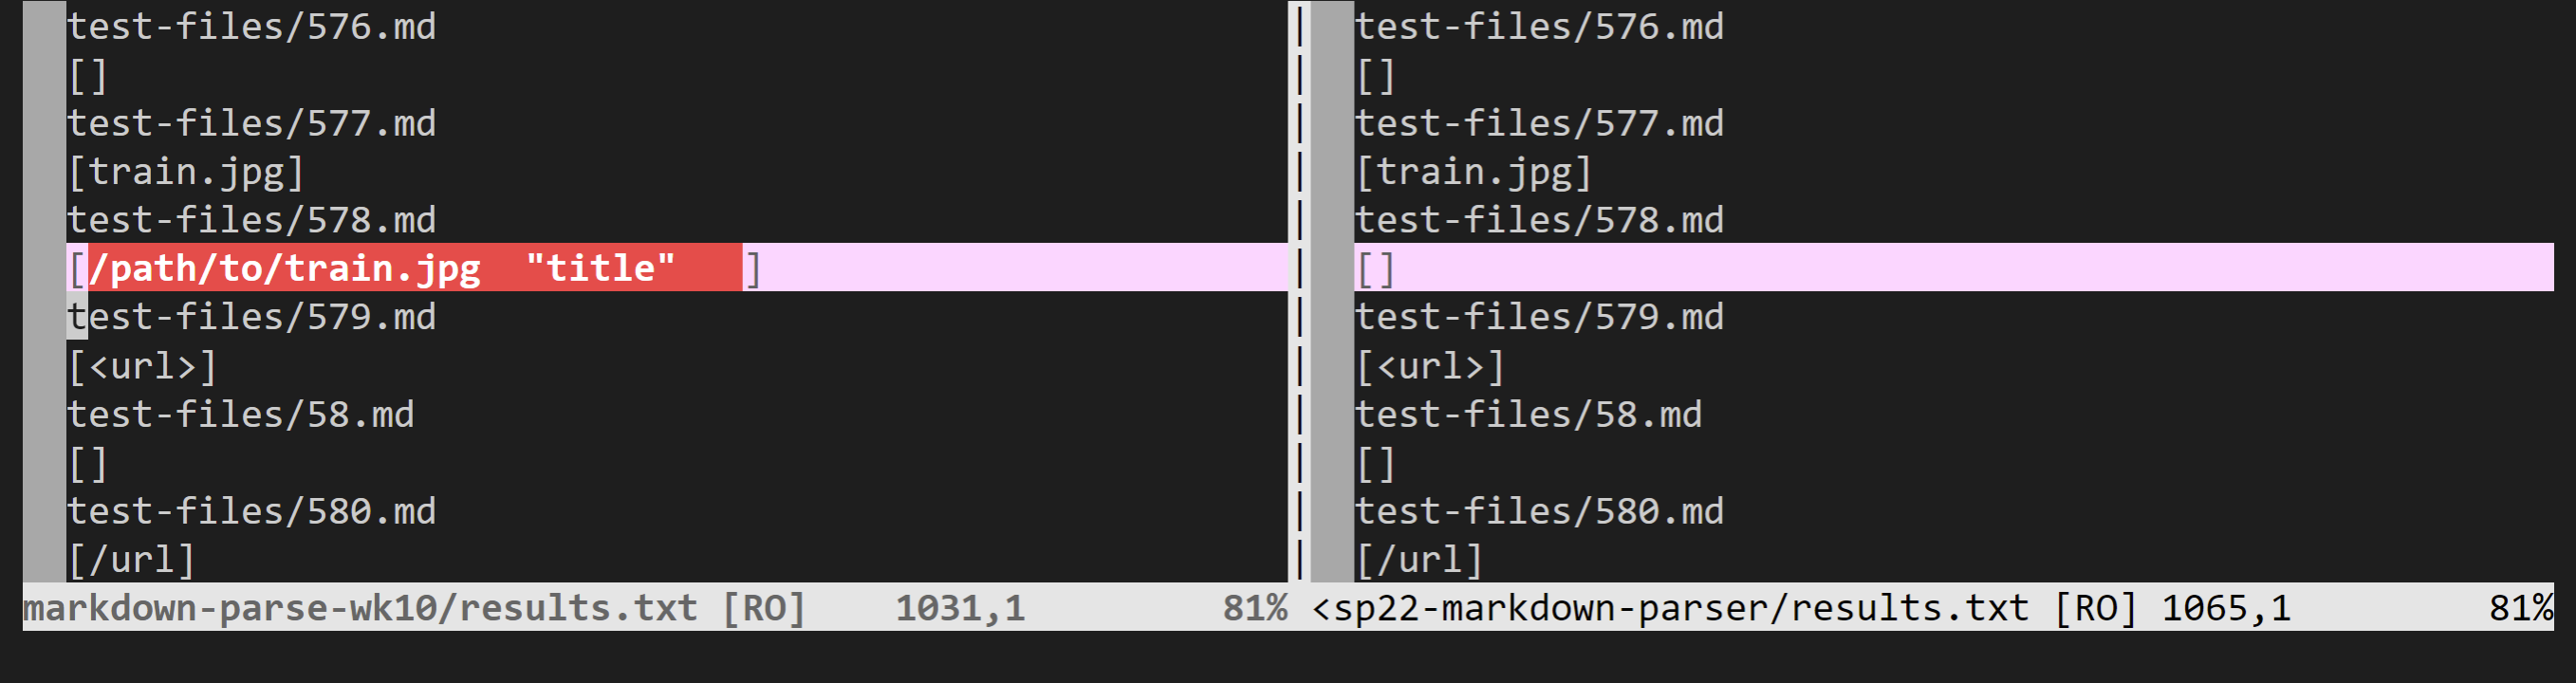 test-files/576.md | test-files/576.md
[] | []
test-files/577.md | test-files/577.md
[train.jpg] | [train.jpg]
test-files/578.md | test-files/578.md
[/path/to/train.jpg  "title"   ] | []
test-files/579.md | test-files/579.md
[<url>] | [<url>]
test-files/58.md | test-files/58.md
[] | []
test-files/580.md | test-files/580.md
[/url] | [/url]
markdown-parse-wk10/results.txt [RO]    1031,1         81% <sp22-markdown-parser/results.txt [RO] 1065,1         81%